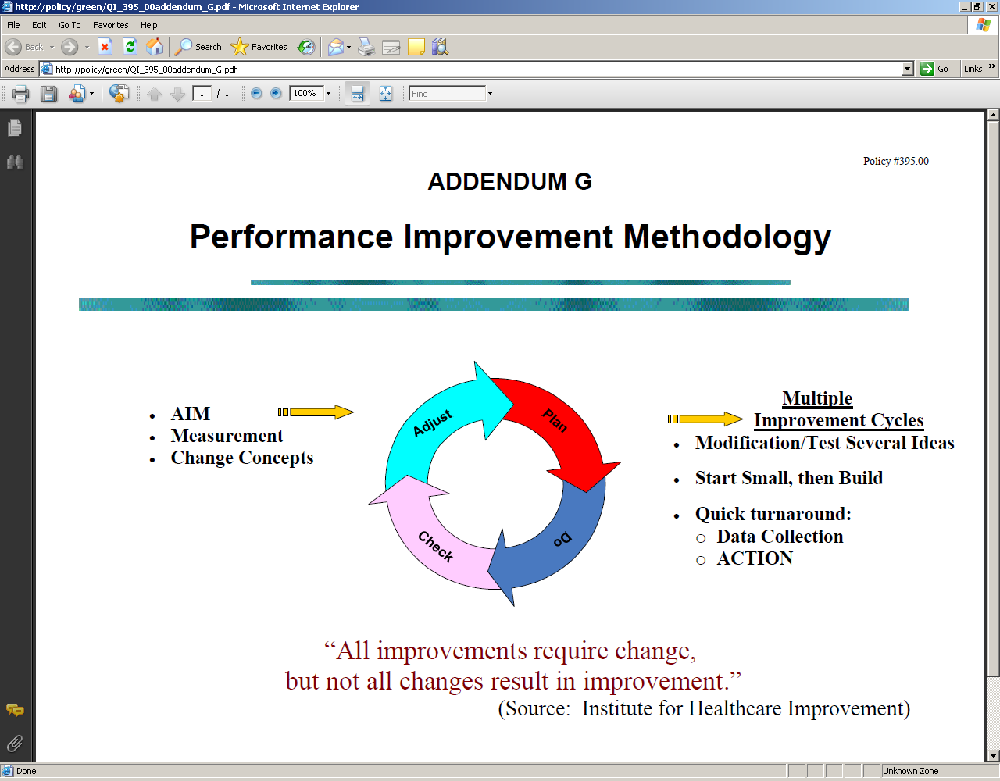 http://policy/green/QI_395_00addendum_G.pdf - Microsoft Internet Explorer
File Edit Go To Favorites Help
Back Search Favorites
Address http://policy/green/QI_395_00addendum_G.pdf Go Links »
1 / 1 100% Find
Policy #395.00
ADDENDUM G
Performance Improvement Methodology
• AIM
• Measurement
• Change Concepts
Adjust
Plan
Do
Check
Multiple
Improvement Cycles
• Modification/Test Several Ideas
• Start Small, then Build
• Quick turnaround:
o Data Collection
o ACTION
“All improvements require change,
but not all changes result in improvement.”
(Source: Institute for Healthcare Improvement)
Done Unknown Zone